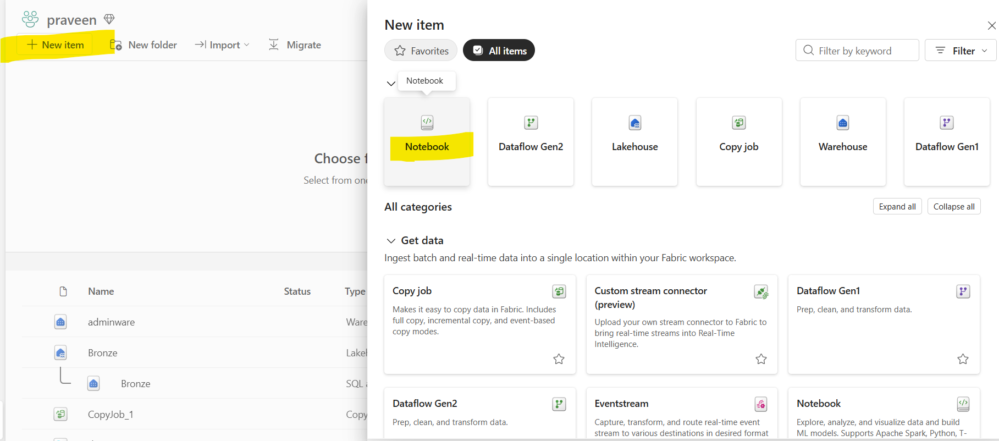 praveen
New item
New folder
Import
Migrate
Choose f
Select from one
Name
Status
Type
adminware
Ware
Bronze
Lakeh
Bronze
SQL a
CopyJob_1
Copy
New item
Favorites
All items
Filter by keyword
Filter
Notebook
Notebook
Dataflow Gen2
Lakehouse
Copy job
Warehouse
Dataflow Gen1
All categories
Expand all
Collapse all
Get data
Ingest batch and real-time data into a single location within your Fabric workspace.
Copy job
Makes it easy to copy data in Fabric. Includes
full copy, incremental copy, and event-based
copy modes.
Custom stream connector
(preview)
Upload your own stream connector to Fabric to
bring real-time streams into Real-Time
Intelligence.
Dataflow Gen1
Prep, clean, and transform data.
Dataflow Gen2
Prep, clean, and transform data.
Eventstream
Capture, transform, and route real-time event
stream to various destinations in desired format
Notebook
Explore, analyze, and visualize data and build
ML models. Supports Apache Spark, Python, T-